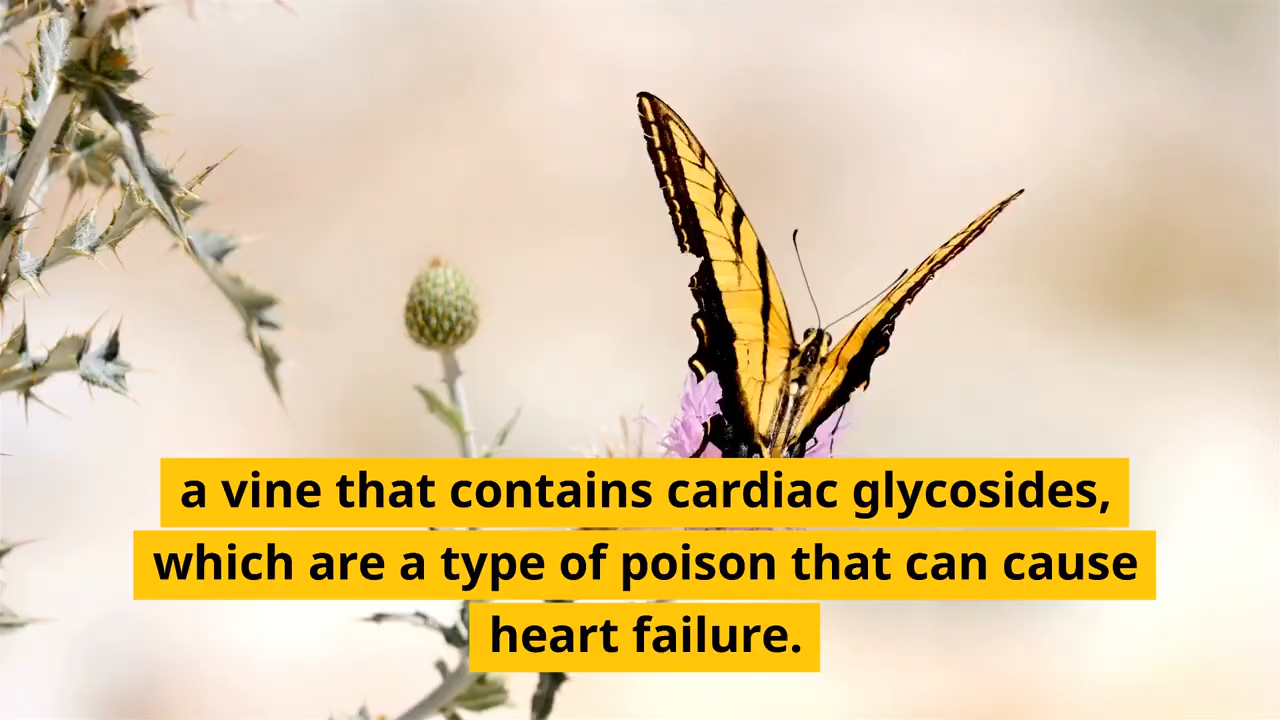 a vine that contains cardiac glycosides,
which are a type of poison that can cause
heart failure.